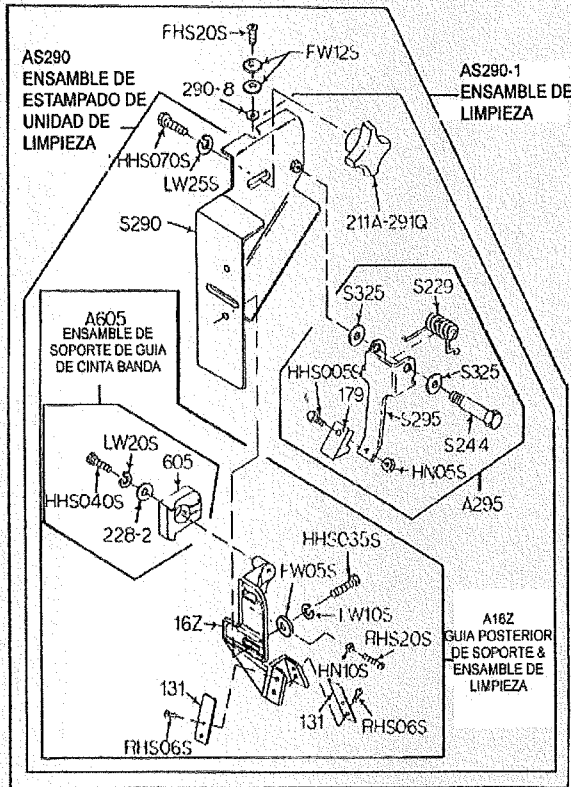 FHS20S
AS290
ENSAMBLE DE
ESTAMPADO DE
UNIDAD DE
LIMPIEZA
FW12S
290-8
AS290-1
ENSAMBLE DE
LIMPIEZA
HHS070S
LW25S
211A-291Q
S290
S325
S229
A605
ENSAMBLE DE
SOPORTE DE GUIA
DE CINTA BANDA
HHS005S
179
S325
S295
S244
HN05S
A295
LW20S
605
HHS040S
228-2
HHS035S
FW05S
LW10S
16Z
RHS20S
HN10S
A16Z
GUIA POSTERIOR
DE SOPORTE &
ENSAMBLE DE
LIMPIEZA
131
131
RHS06S
RHS06S